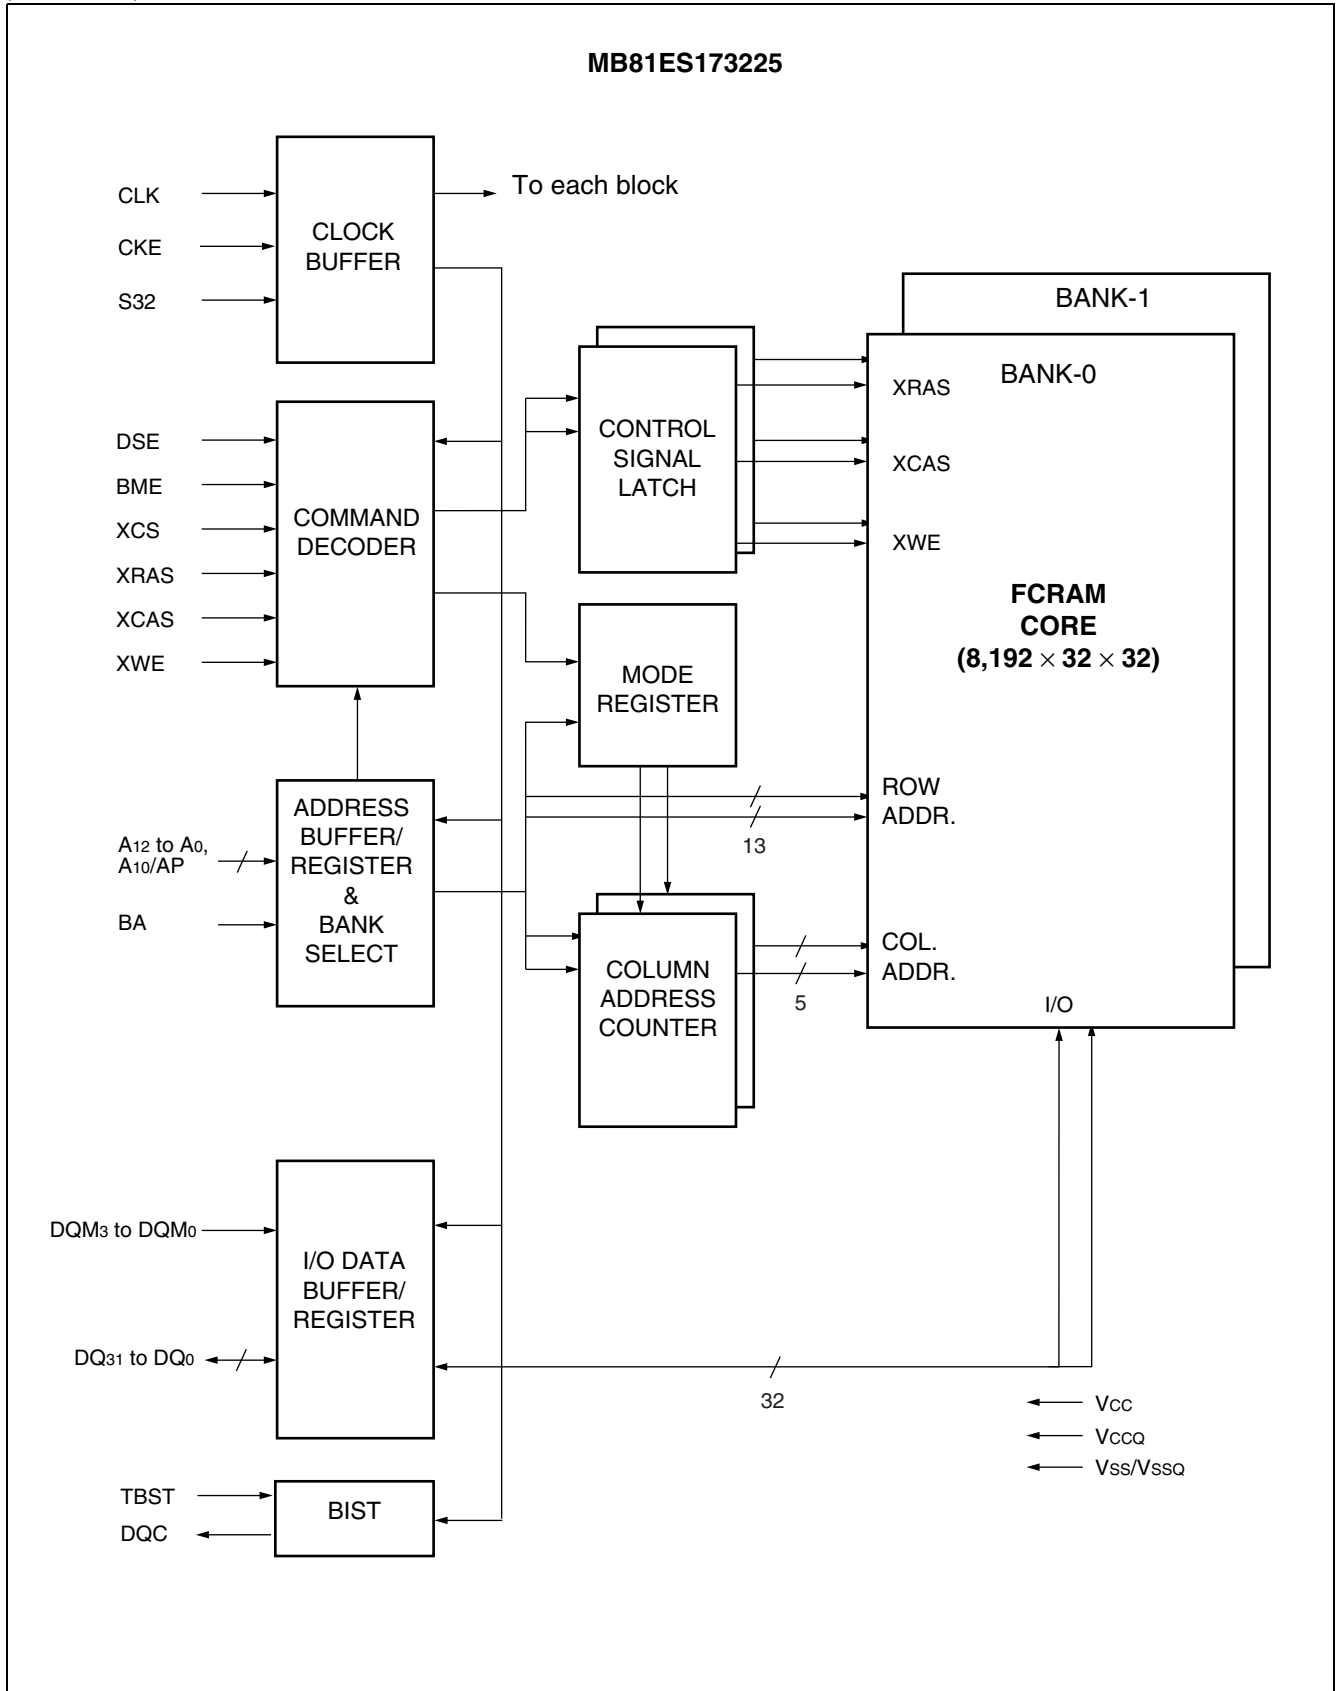 MB81ES173225
CLK
CKE
S32
CLOCK
BUFFER
To each block
DSE
BME
XCS
XRAS
XCAS
XWE
COMMAND
DECODER
CONTROL
SIGNAL
LATCH
BANK-1
BANK-0
XRAS
XCAS
XWE
FCRAM
CORE
(8,192 × 32 × 32)
MODE
REGISTER
A12 to A0,
A10/AP
BA
ADDRESS
BUFFER/
REGISTER
&
BANK
SELECT
13
ROW
ADDR.
COLUMN
ADDRESS
COUNTER
5
COL.
ADDR.
I/O
DQM3 to DQM0
DQ31 to DQ0
I/O DATA
BUFFER/
REGISTER
32
VCC
VCCQ
VSS/VSSQ
TBST
DQC
BIST